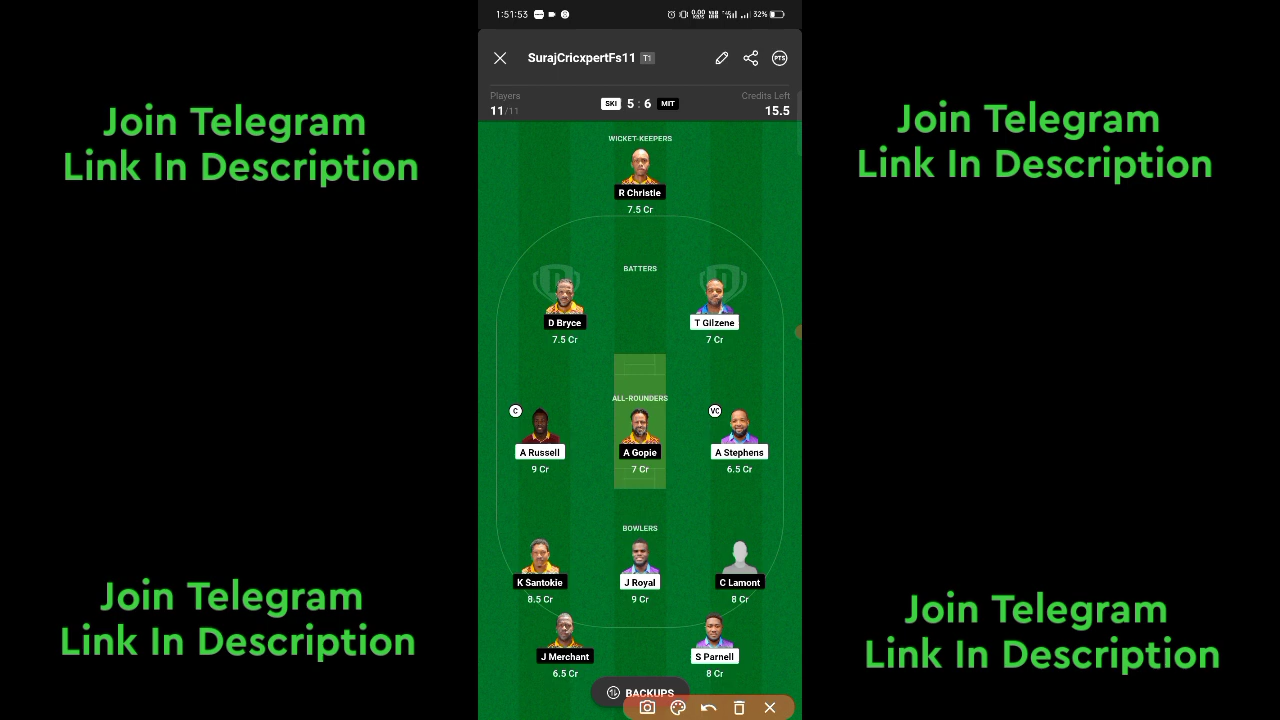 1:51:53
32%
SurajCricxpertFs11 T1
PTS
Players
Credits Left
11/11
SKI 5 : 6 MIT
15.5
Join Telegram
Link In Description
Join Telegram
Link In Description
WICKET-KEEPERS
R Christie
7.5 Cr
BATTERS
D Bryce
T Gilzene
7.5 Cr
7 Cr
ALL-ROUNDERS
C
VC
A Russell
A Gopie
A Stephens
9 Cr
7 Cr
6.5 Cr
BOWLERS
K Santokie
J Royal
C Lamont
8.5 Cr
9 Cr
8 Cr
J Merchant
S Parnell
6.5 Cr
8 Cr
BACKUPS
Join Telegram
Link In Description
Join Telegram
Link In Description